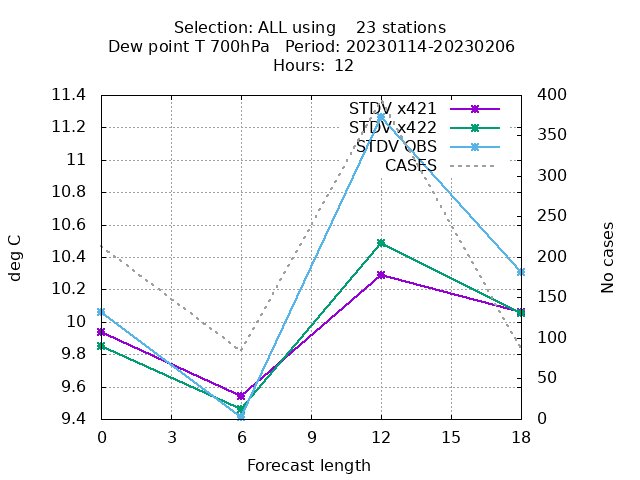 Selection: ALL using    23 stations
Dew point T 700hPa   Period: 20230114-20230206
Hours: 12
STDV x421
STDV x422
STDV OBS
CASES
11.4
11.2
11
10.8
10.6
10.4
10.2
10
9.8
9.6
9.4
deg C
400
350
300
250
200
150
100
50
0
No cases
0 3 6 9 12 15 18
Forecast length